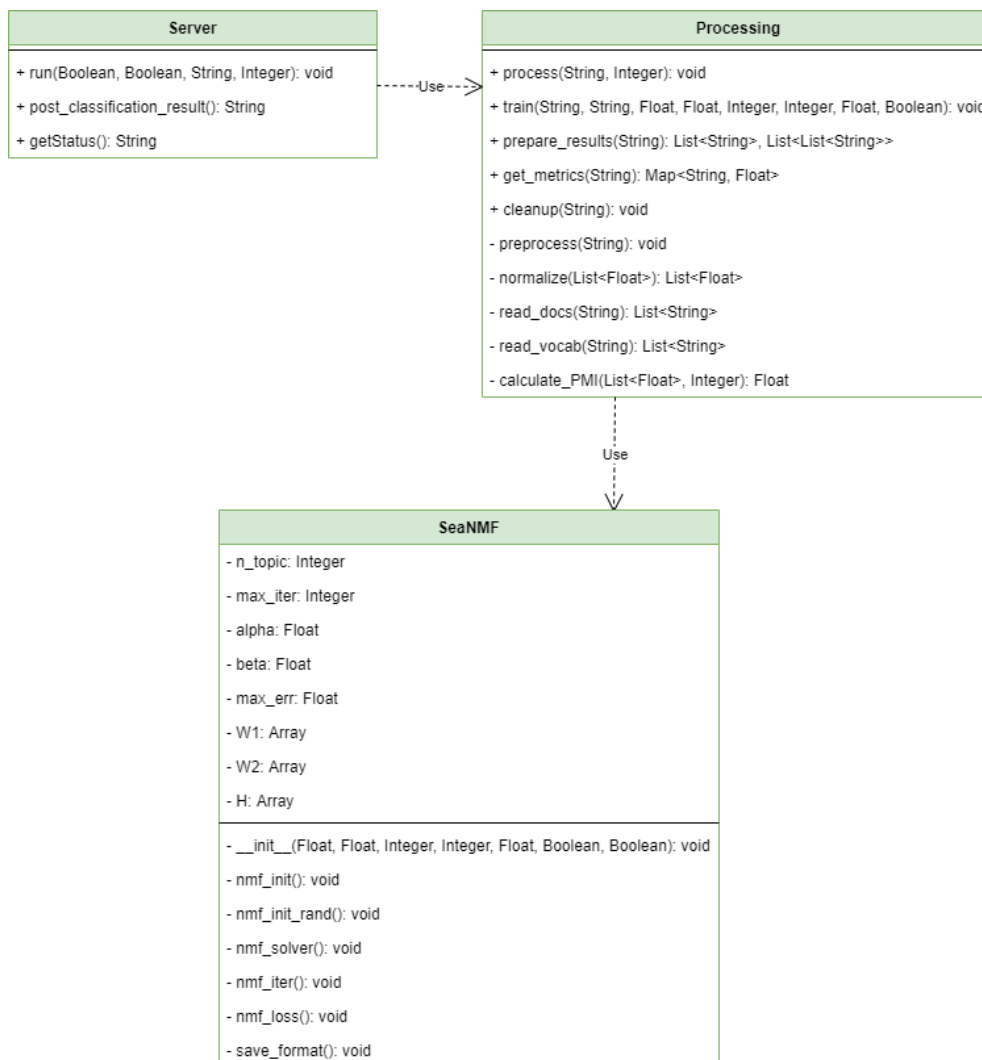 Server
+ run(Boolean, Boolean, String, Integer): void
+ post_classification_result(): String
+ getStatus(): String
Use
Processing
+ process(String, Integer): void
+ train(String, String, Float, Float, Integer, Integer, Float, Boolean): void
+ prepare_results(String): List<String>, List<List<String>>
+ get_metrics(String): Map<String, Float>
+ cleanup(String): void
- preprocess(String): void
- normalize(List<Float>): List<Float>
- read_docs(String): List<String>
- read_vocab(String): List<String>
- calculate_PMI(List<Float>, Integer): Float
Use
SeaNMF
- n_topic: Integer
- max_iter: Integer
- alpha: Float
- beta: Float
- max_err: Float
- W1: Array
- W2: Array
- H: Array
- __init__(Float, Float, Integer, Integer, Float, Boolean, Boolean): void
- nmf_init(): void
- nmf_init_rand(): void
- nmf_solver(): void
- nmf_iter(): void
- nmf_loss(): void
- save_format(): void